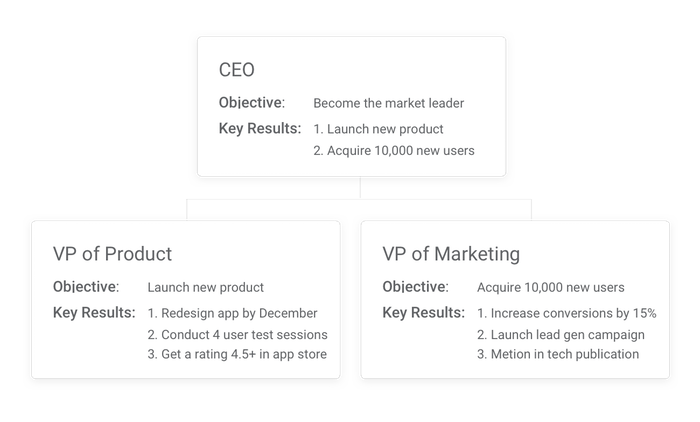 CEO
Objective: Become the market leader
Key Results: 1. Launch new product
2. Acquire 10,000 new users
VP of Product
Objective: Launch new product
Key Results: 1. Redesign app by December
2. Conduct 4 user test sessions
3. Get a rating 4.5+ in app store
VP of Marketing
Objective: Acquire 10,000 new users
Key Results: 1. Increase conversions by 15%
2. Launch lead gen campaign
3. Metion in tech publication